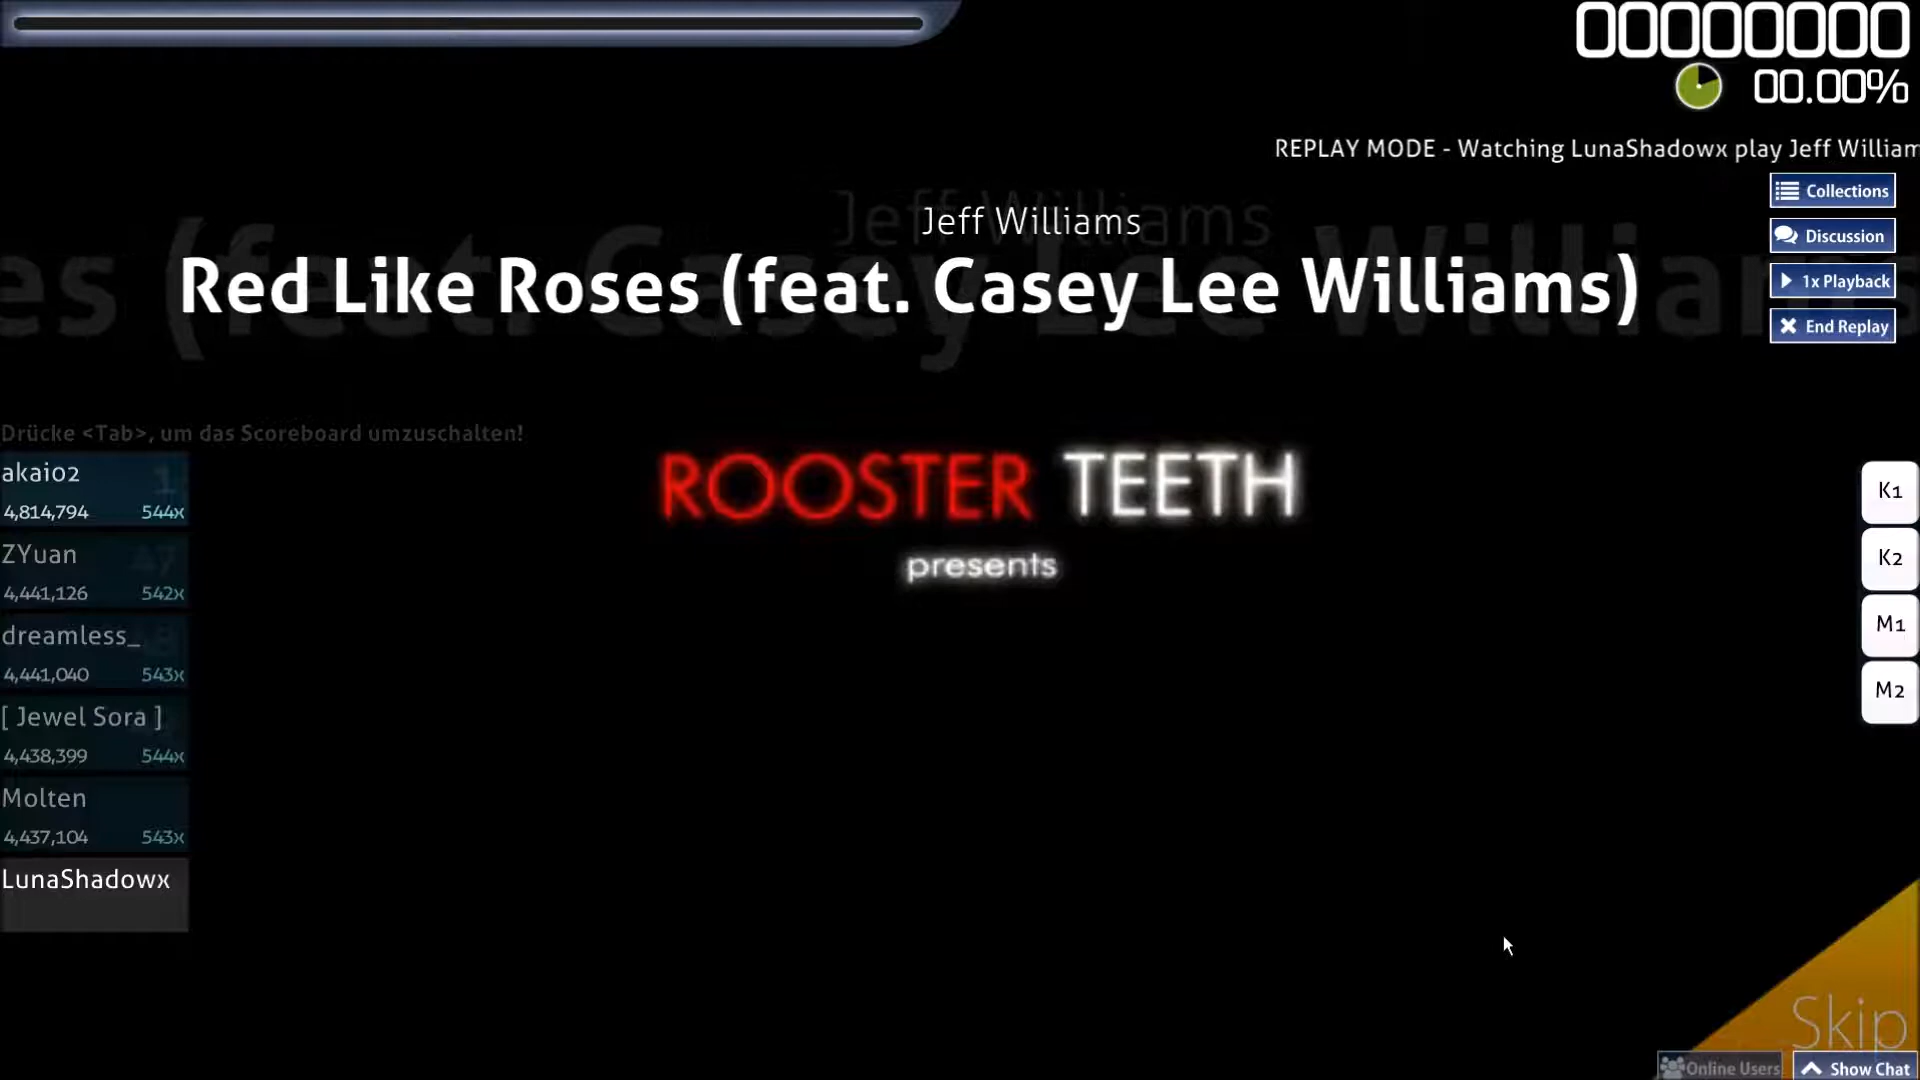 00000000
00.00%
REPLAY MODE - Watching LunaShadowx play Jeff William
Collections
Jeff Williams
Discussion
Red Like Roses (feat. Casey Lee Williams)
1x Playback
End Replay
Drücke <Tab>, um das Scoreboard umzuschalten!
akaio2
4,814,794 544x
ZYuan
4,441,126 542x
dreamless_
4,441,040 543x
[ Jewel Sora ]
4,438,399 544x
Molten
4,437,104 543x
LunaShadowx
ROOSTER TEETH
presents
K1
K2
M1
M2
Skip
Online Users
Show Chat